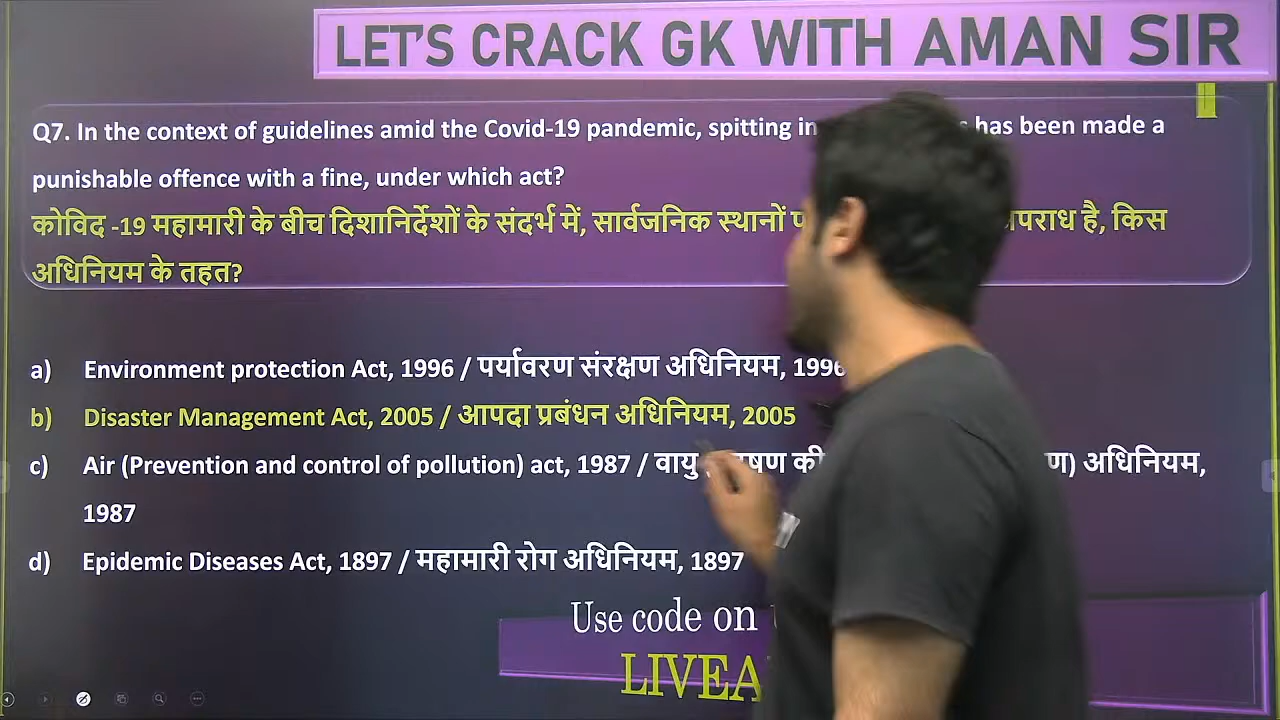 LET'S CRACK GK WITH AMAN SIR
Q7. In the context of guidelines amid the Covid-19 pandemic, spitting in has been made a
punishable offence with a fine, under which act?
कोविद -19 महामारी के बीच दिशानिर्देशों के संदर्भ में, सार्वजनिक स्थानों है, किस
अधिनियम के तहत?
a) Environment protection Act, 1996 / पर्यावरण संरक्षण अधिनियम, 1996
b) Disaster Management Act, 2005 / आपदा प्रबंधन अधिनियम, 2005
c) Air (Prevention and control of pollution) act, 1987 / वायु की अधिनियम,
1987
d) Epidemic Diseases Act, 1897 / महामारी रोग अधिनियम, 1897
Use code on